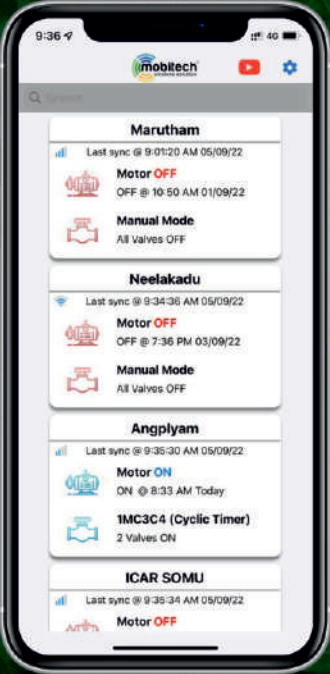 9:36
4G
mobitech
wireless solution
Search
Marutham
Last sync @ 9:01:20 AM 05/09/22
Motor OFF
OFF @ 10:50 AM 01/09/22
Manual Mode
All Valves OFF
Neelakadu
Last sync @ 9:34:36 AM 05/09/22
Motor OFF
OFF @ 7:36 PM 03/09/22
Manual Mode
All Valves OFF
Angplyam
Last sync @ 9:35:30 AM 05/09/22
Motor ON
ON @ 8:33 AM Today
1MC3C4 (Cyclic Timer)
2 Valves ON
ICAR SOMU
Last sync @ 9:35:34 AM 05/09/22
Motor OFF